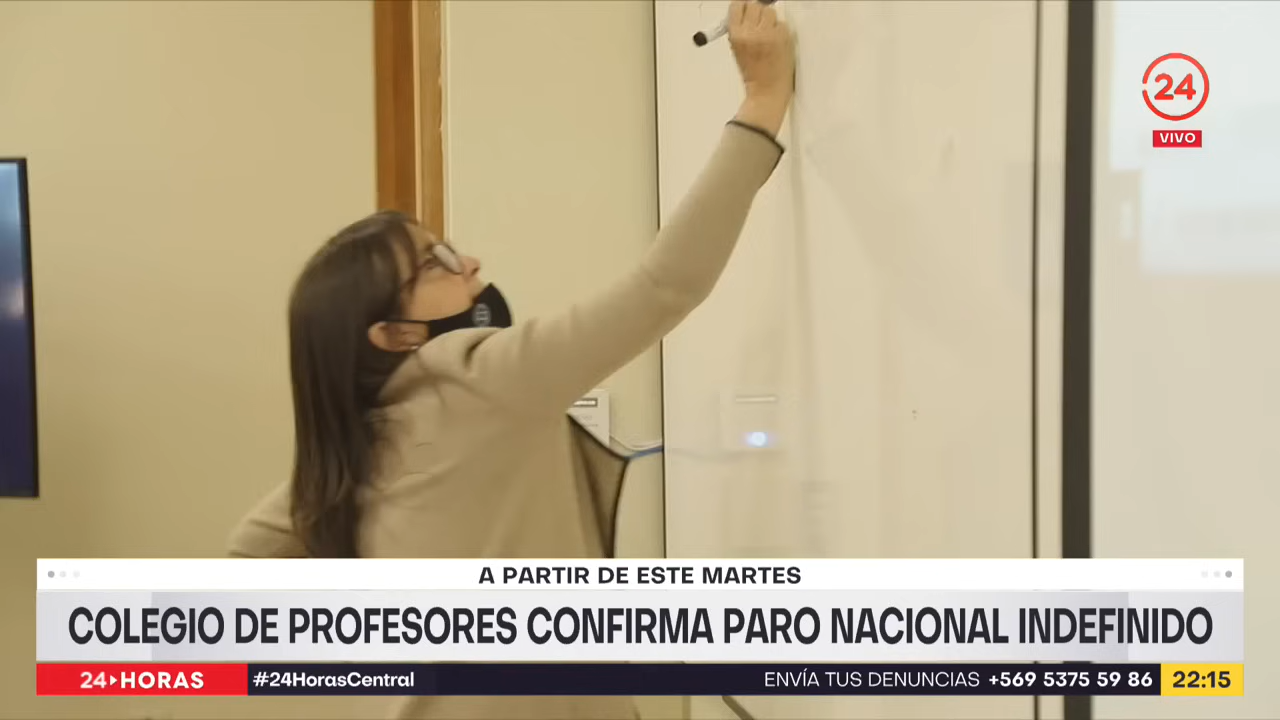 24
VIVO
A PARTIR DE ESTE MARTES
COLEGIO DE PROFESORES CONFIRMA PARO NACIONAL INDEFINIDO
24 HORAS #24HorasCentral ENVÍA TUS DENUNCIAS +569 5375 59 86 22:15